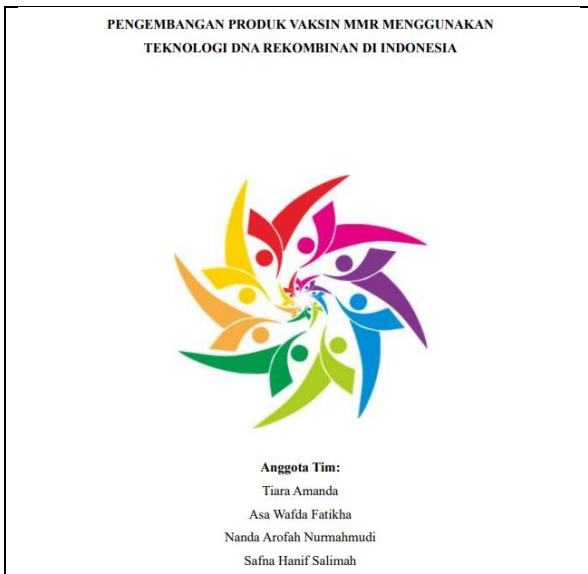 PENGEMBANGAN PRODUK VAKSIN MMR MENGGUNAKAN
TEKNOLOGI DNA REKOMBINAN DI INDONESIA
Anggota Tim:
Tiara Amanda
Asa Wafda Fatikha
Nanda Arofah Nurmahmudi
Safna Hanif Salimah